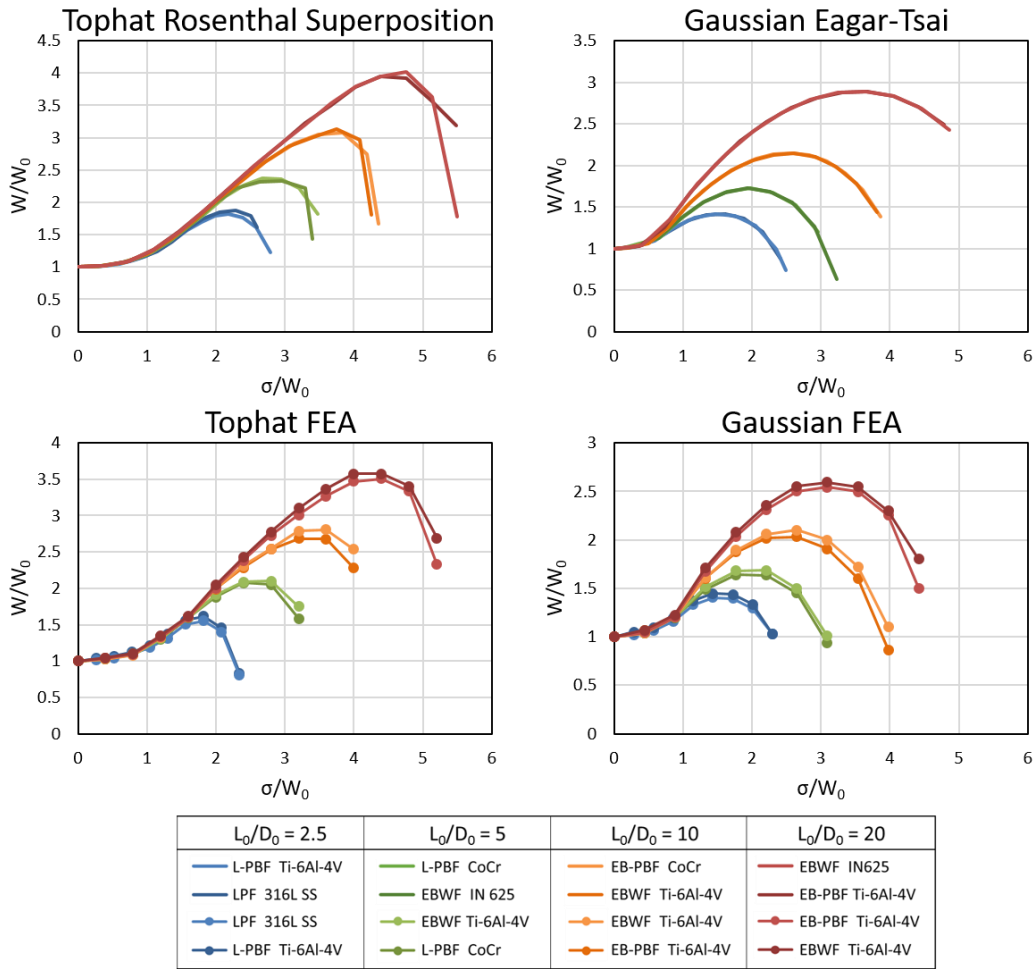 Tophat Rosenthal Superposition
4.5
4
3.5
3
2.5
2
1.5
1
0.5
0
W/W₀
0 1 2 3 4 5 6
σ/W₀
Gaussian Eagar-Tsai
3.5
3
2.5
2
1.5
1
0.5
0
W/W₀
0 1 2 3 4 5 6
σ/W₀
Tophat FEA
4
3.5
3
2.5
2
1.5
1
0.5
0
W/W₀
0 1 2 3 4 5 6
σ/W₀
Gaussian FEA
3
2.5
2
1.5
1
0.5
0
W/W₀
0 1 2 3 4 5 6
σ/W₀
L₀/D₀ = 2.5 L₀/D₀ = 5 L₀/D₀ = 10 L₀/D₀ = 20
L-PBF Ti-6Al-4V L-PBF CoCr EB-PBF CoCr EBWF IN625
LPF 316L SS EBWF IN 625 EBWF Ti-6Al-4V EB-PBF Ti-6Al-4V
LPF 316L SS EBWF Ti-6Al-4V EBWF Ti-6Al-4V EB-PBF Ti-6Al-4V
L-PBF Ti-6Al-4V L-PBF CoCr EB-PBF Ti-6Al-4V EBWF Ti-6Al-4V